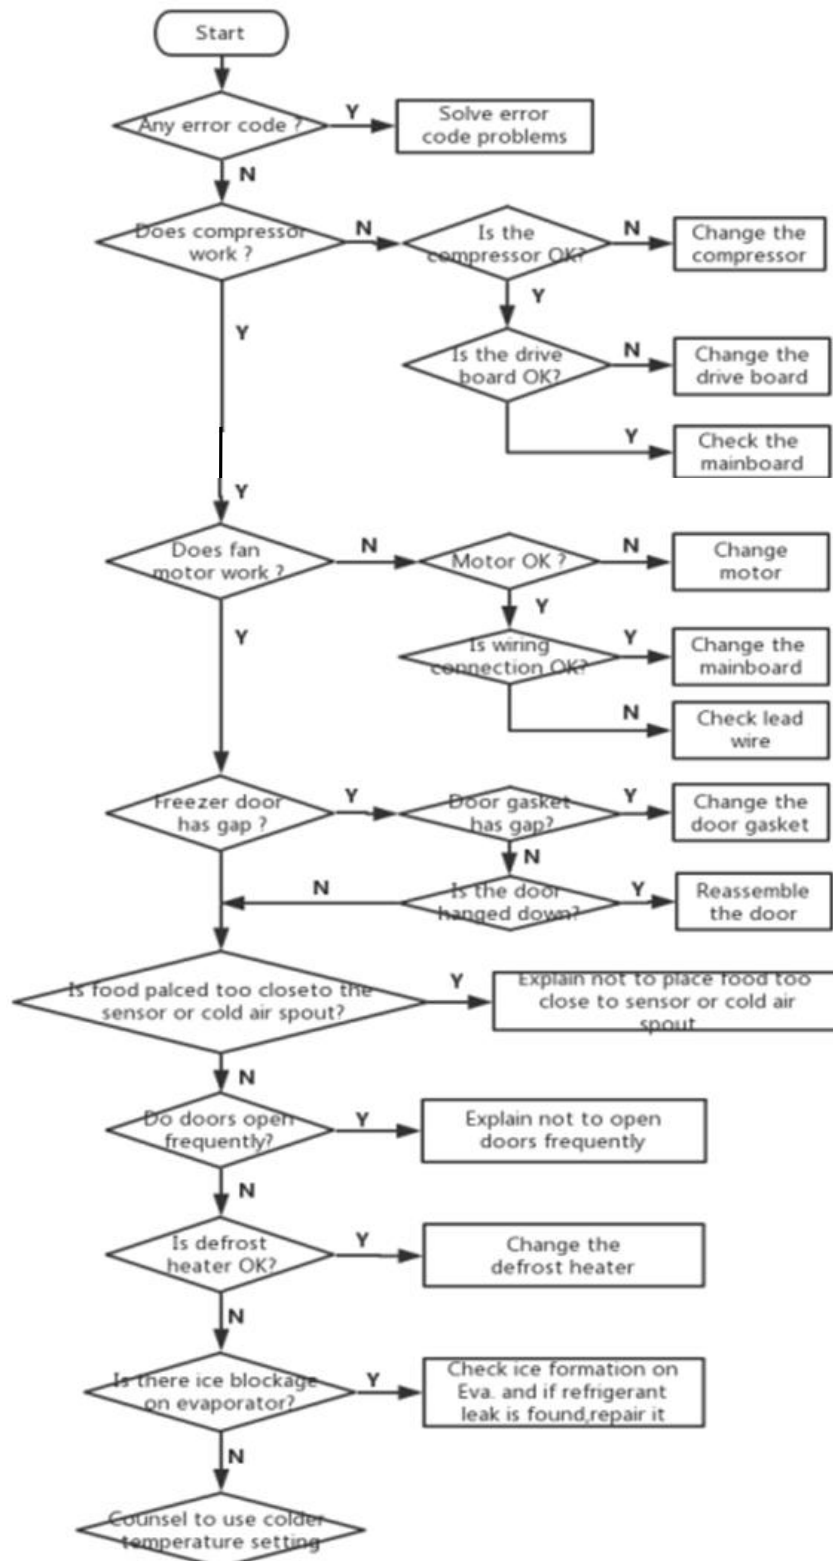 Start
Any error code ?
Y
Solve error
code problems
N
Does compressor
work ?
N
Is the
compressor OK?
N
Change the
compressor
Y
Y
Is the drive
board OK?
N
Change the
drive board
Y
Check the
mainboard
Y
Does fan
motor work ?
N
Motor OK ?
N
Change
motor
Y
Y
Is wiring
connection OK?
Y
Change the
mainboard
N
Check lead
wire
Freezer door
has gap ?
Y
Door gasket
has gap?
Y
Change the
door gasket
N
N
Is the door
hanged down?
Y
Reassemble
the door
Is food palced too closeto the
sensor or cold air spout?
Y
Explain not to place food too
close to sensor or cold air
spout
N
Do doors open
frequently?
Y
Explain not to open
doors frequently
N
Is defrost
heater OK?
Y
Change the
defrost heater
N
Is there ice blockage
on evaporator?
Y
Check ice formation on
Eva. and if refrigerant
leak is found,repair it
N
Counsel to use colder
temperature setting